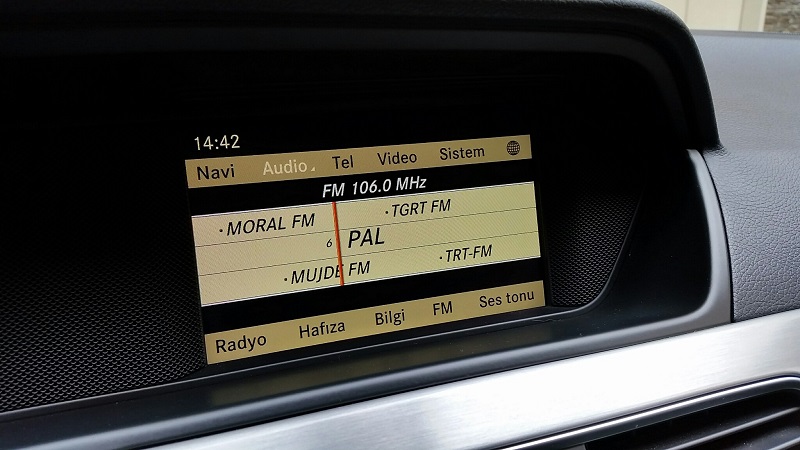 14:42
Navi Audio Tel Video Sistem
FM 106.0 MHz
·MORAL FM ·TGRT FM
6 PAL
·MUJDE FM ·TRT-FM
Radyo Hafıza Bilgi FM Ses tonu